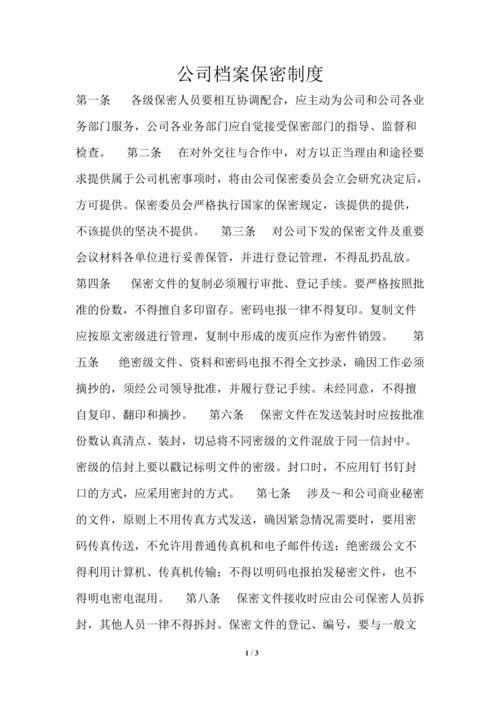 公司档案保密制度
第一条　各级保密人员要相互协调配合，应主动为公司和公司各业
务部门服务，公司各业务部门应自觉接受保密部门的指导、监督和
检查。　第二条　在对外交往与合作中，对方以正当理由和途径要
求提供属于公司机密事项时，将由公司保密委员会立会研究决定后，
方可提供。保密委员会严格执行国家的保密规定，该提供的提供，
不该提供的坚决不提供。　第三条　对公司下发的保密文件及重要
会议材料各单位进行妥善保管，并进行登记管理，不得乱扔乱放。
第四条　保密文件的复制必须履行审批、登记手续。要严格按照批
准的份数，不得擅自多印留存。密码电报一律不得复印。复制文件
应按原文密级进行管理，复制中形成的废页应作为密件销毁。　第
五条　绝密级文件、资料和密码电报不得全文抄录，确因工作必须
摘抄的，须经公司领导批准，并履行登记手续。未经同意，不得擅
自复印、翻印和摘抄。　第六条　保密文件在发送装封时应按批准
份数认真清点、装封，切忌将不同密级的文件混放于同一信封中。
密级的信封上要以戳记标明文件的密级。封口时，不应用钉书钉封
口的方式，应采用密封的方式。　第七条　涉及～和公司商业秘密
的文件，原则上不用传真方式发送，确因紧急情况需要时，要用密
码传真传送，不允许用普通传真机和电子邮件传送；绝密级公文不
得利用计算机、传真机传输；不得以明码电报拍发秘密文件，也不
得明电密电混用。　第八条　保密文件接收时应由公司保密人员拆
封，其他人员一律不得拆封。保密文件的登记、编号，要与一般文
1 / 3